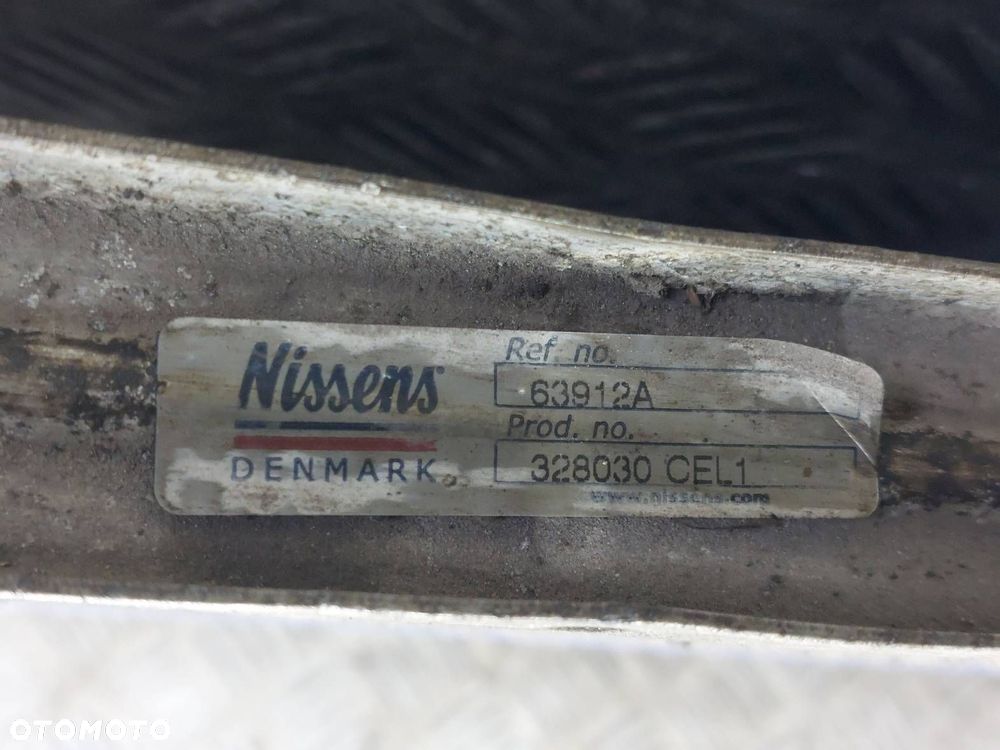 Nissens
DENMARK
Ref. no.
63912A
Prod. no.
328030 CEL1
www.nissens.com
OTOMOTO